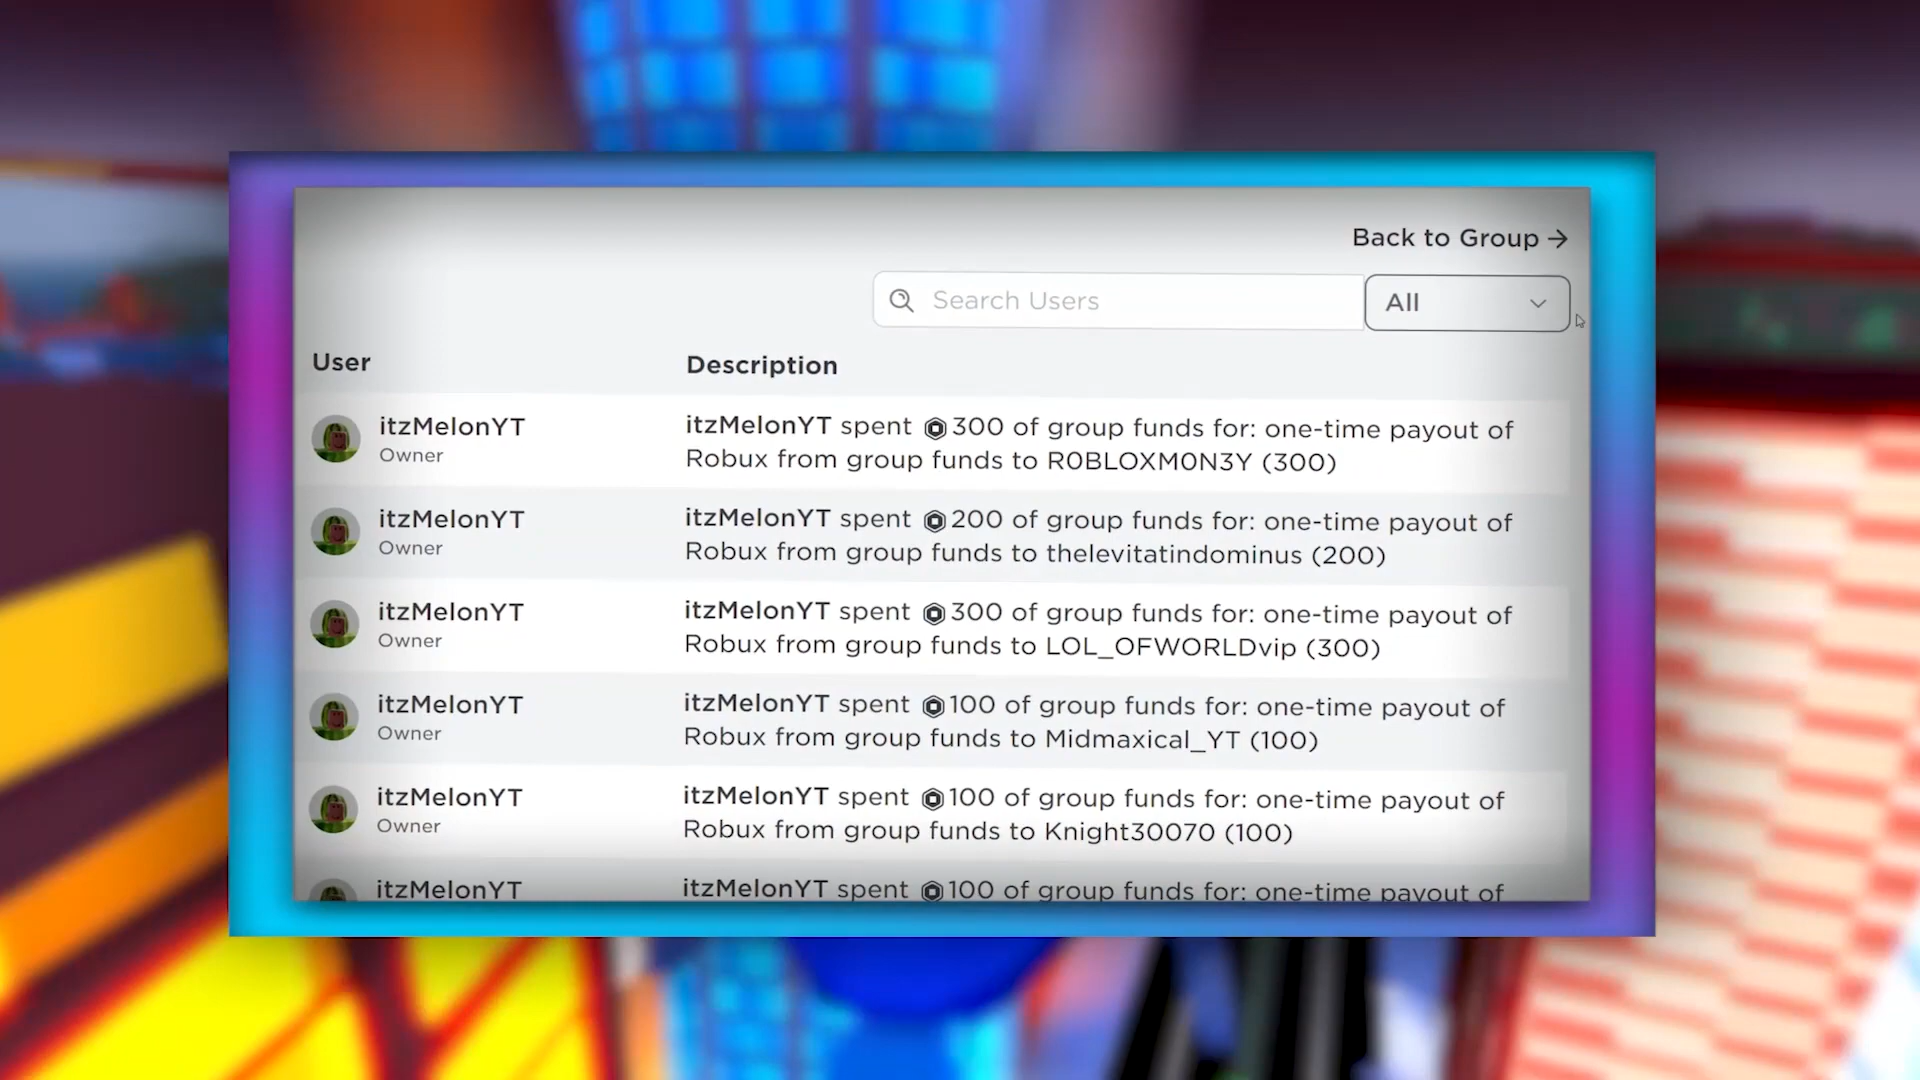 Back to Group
Search Users
All
User
Description
itzMelonYT
Owner
itzMelonYT spent 300 of group funds for: one-time payout of
Robux from group funds to R0BLOXM0N3Y (300)
itzMelonYT
Owner
itzMelonYT spent 200 of group funds for: one-time payout of
Robux from group funds to thelevitatindominus (200)
itzMelonYT
Owner
itzMelonYT spent 300 of group funds for: one-time payout of
Robux from group funds to LOL_OFWORLDvip (300)
itzMelonYT
Owner
itzMelonYT spent 100 of group funds for: one-time payout of
Robux from group funds to Midmaxical_YT (100)
itzMelonYT
Owner
itzMelonYT spent 100 of group funds for: one-time payout of
Robux from group funds to Knight30070 (100)
itzMelonYT
itzMelonYT spent 100 of group funds for: one-time payout of